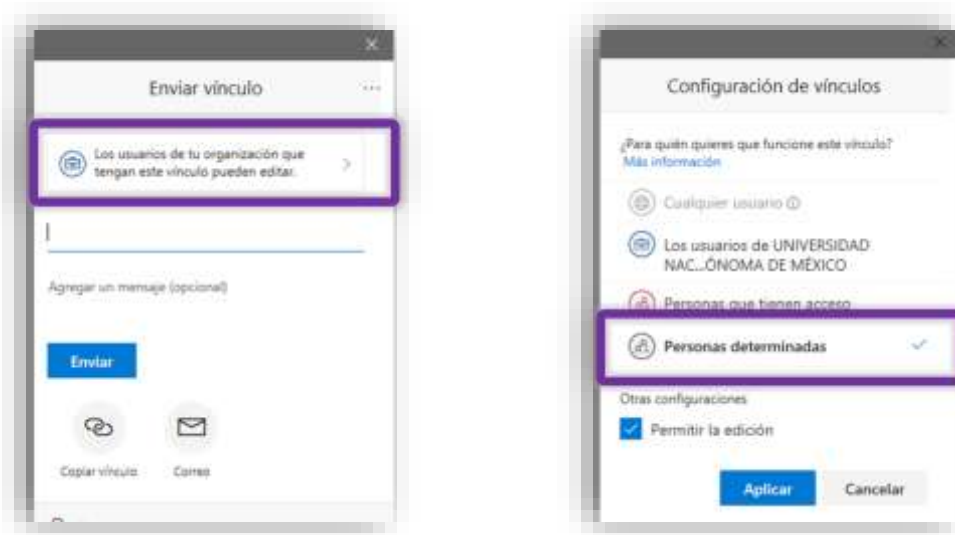 Enviar vínculo
Los usuarios de tu organización que
tengan este vínculo pueden editar.
Agregar un mensaje (opcional)
Enviar
Copiar vínculo
Correo
Configuración de vínculos
¿Para quién quieres que funcione este vínculo?
Más información
Cualquier usuario
Los usuarios de UNIVERSIDAD
NAC...ÓNOMA DE MÉXICO
Personas que tienen acceso
Personas determinadas
Otras configuraciones
Permitir la edición
Aplicar
Cancelar